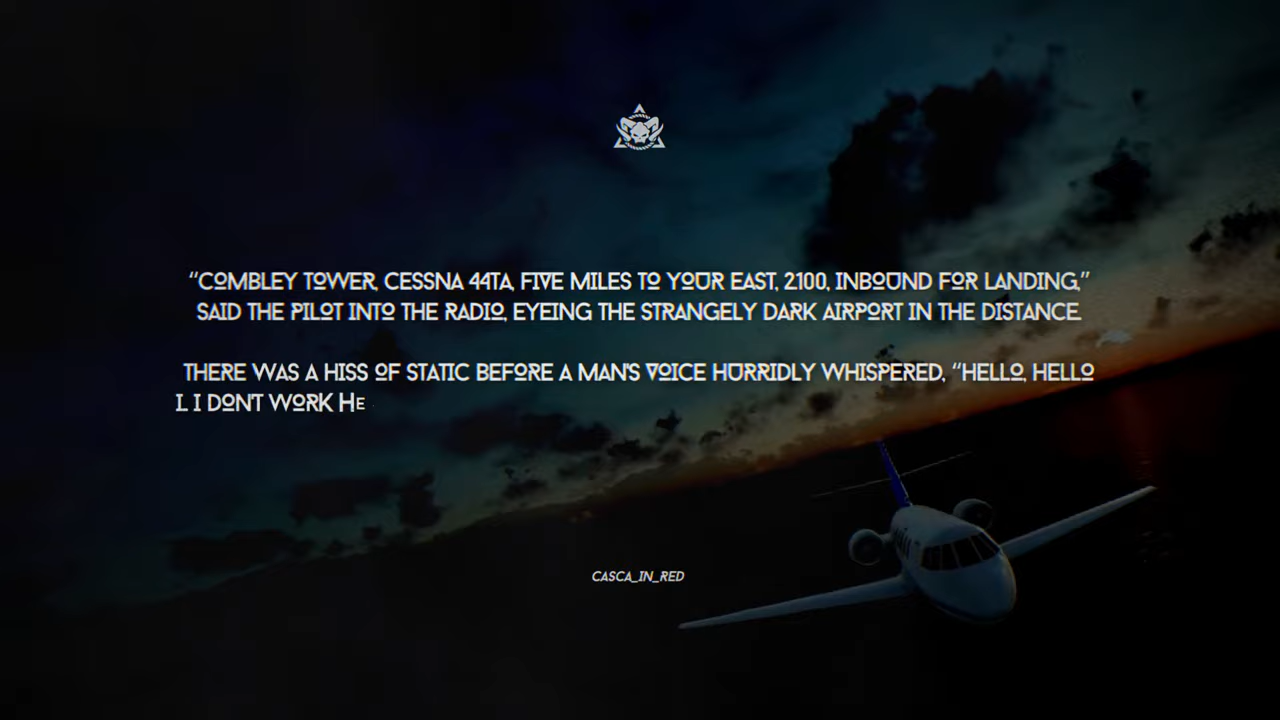 “COMBLEY TOWER, CESSNA 44TA, FIVE MILES TO YOUR EAST, 2100, INBOUND FOR LANDING,”
SAID THE PILOT INTO THE RADIO, EYEING THE STRANGELY DARK AIRPORT IN THE DISTANCE.
THERE WAS A HISS OF STATIC BEFORE A MAN'S VOICE HURRIDLY WHISPERED, “HELLO, HELLO
I. I DONT WORK HE
CASCA_IN_RED